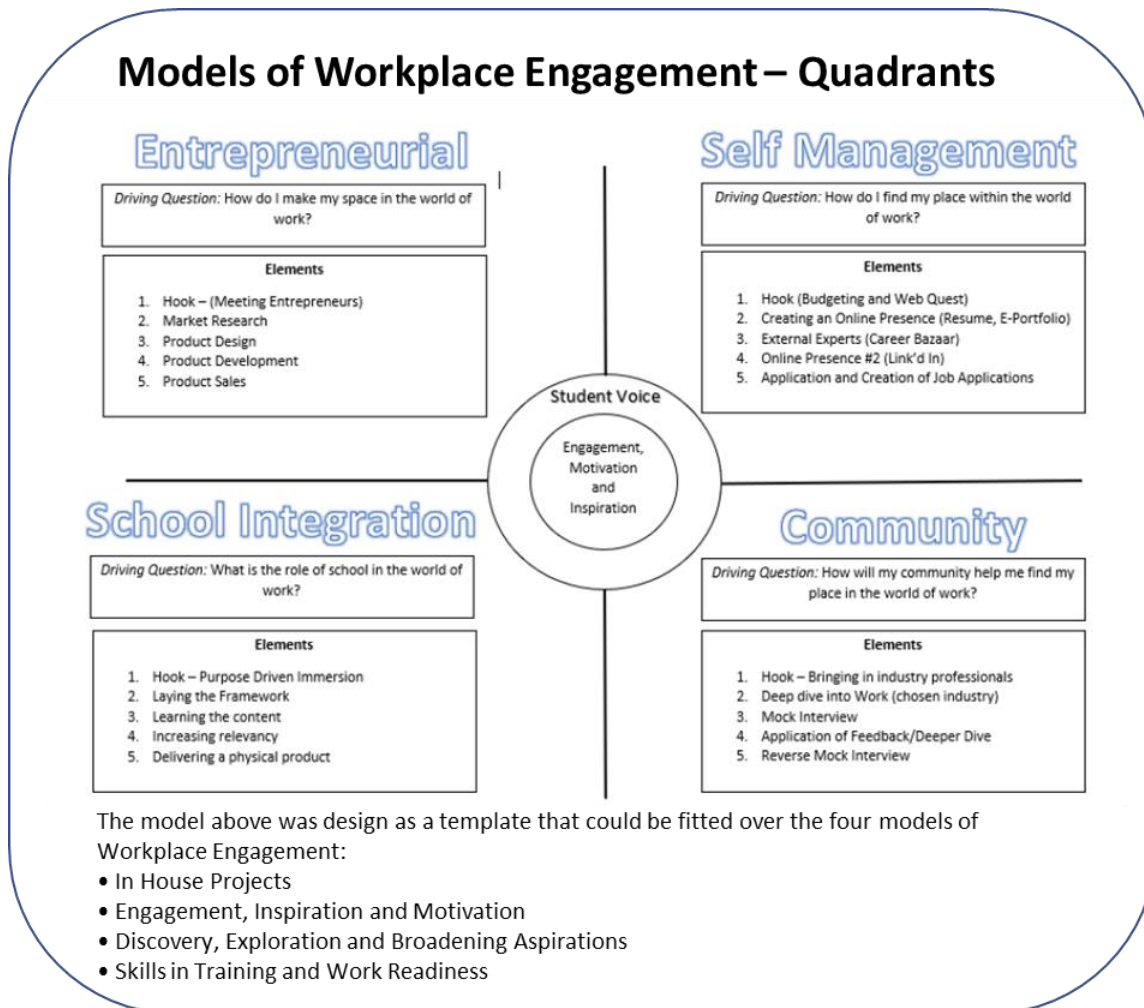 Models of Workplace Engagement – Quadrants
Entrepreneurial
Driving Question: How do I make my space in the world of
work?
Elements
1. Hook – (Meeting Entrepreneurs)
2. Market Research
3. Product Design
4. Product Development
5. Product Sales
Self Management
Driving Question: How do I find my place within the world
of work?
Elements
1. Hook (Budgeting and Web Quest)
2. Creating an Online Presence (Resume, E-Portfolio)
3. External Experts (Career Bazaar)
4. Online Presence #2 (Link'd In)
5. Application and Creation of Job Applications
Student Voice
Engagement,
Motivation
and
Inspiration
School Integration
Driving Question: What is the role of school in the world of
work?
Elements
1. Hook – Purpose Driven Immersion
2. Laying the Framework
3. Learning the content
4. Increasing relevancy
5. Delivering a physical product
Community
Driving Question: How will my community help me find my
place in the world of work?
Elements
1. Hook – Bringing in industry professionals
2. Deep dive into Work (chosen industry)
3. Mock Interview
4. Application of Feedback/Deeper Dive
5. Reverse Mock Interview
The model above was design as a template that could be fitted over the four models of
Workplace Engagement:
• In House Projects
• Engagement, Inspiration and Motivation
• Discovery, Exploration and Broadening Aspirations
• Skills in Training and Work Readiness